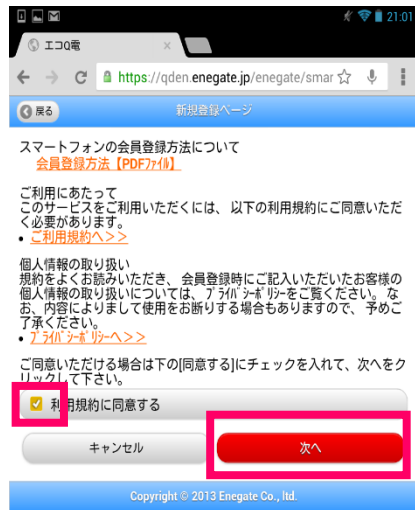 21:01
エコQ電
https://qden.enegate.jp/enegate/smar
戻る
新規登録ページ
スマートフォンの会員登録方法について
会員登録方法【PDFファイル】
ご利用にあたって
このサービスをご利用いただくには、以下の利用規約にご同意いただ
く必要があります。
• ご利用規約へ>>
個人情報の取り扱い
規約をよくお読みいただき、会員登録時にご記入いただいたお客様の
個人情報の取り扱いについては、プライバシーポリシーをご覧ください。な
お、内容によりまして使用をお断りする場合もありますので、予めご
了承ください。
• プライバシーポリシーへ>>
ご同意いただける場合は下の[同意する]にチェックを入れて、次へをク
リックして下さい。
利用規約に同意する
キャンセル
次へ
Copyright © 2013 Enegate Co., ltd.